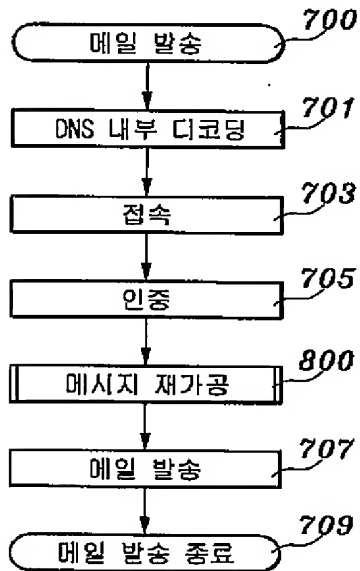 메일 발송 700
DNS 내부 디코딩 701
접속 703
인증 705
메시지 재가공 800
메일 발송 707
메일 발송 종료 709